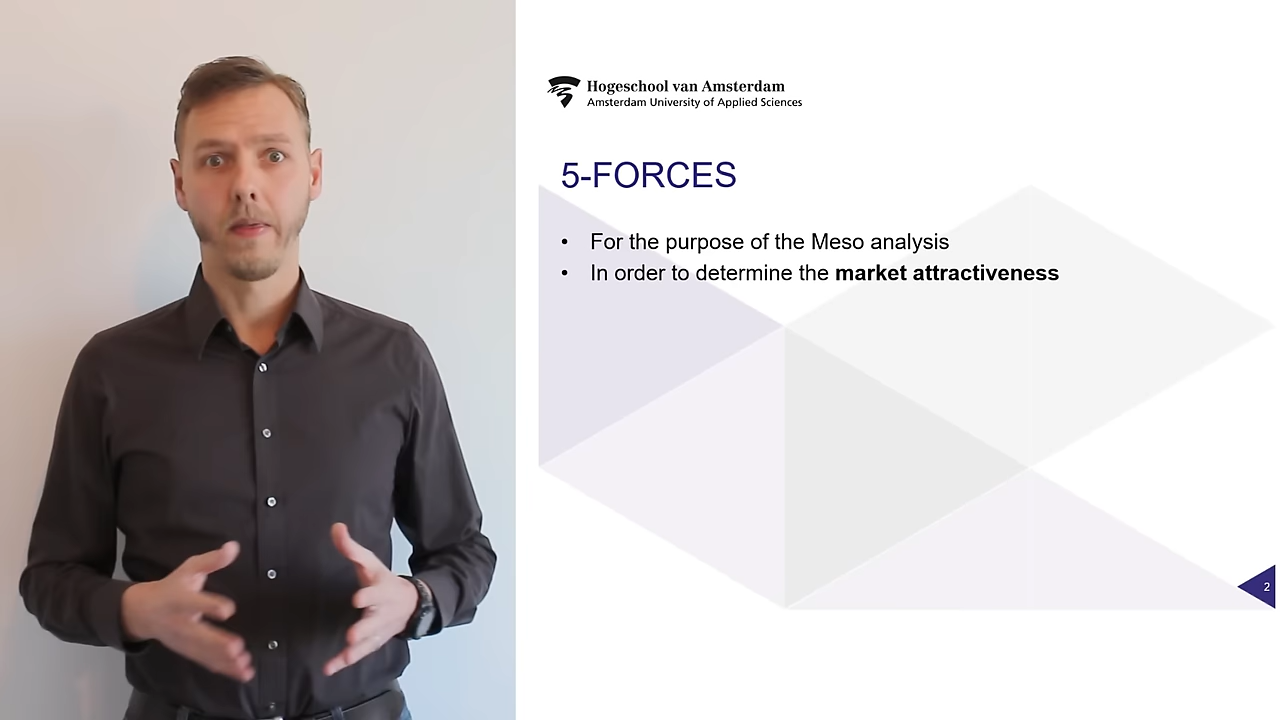 Hogeschool van Amsterdam
Amsterdam University of Applied Sciences
5-FORCES
• For the purpose of the Meso analysis
• In order to determine the market attractiveness
2